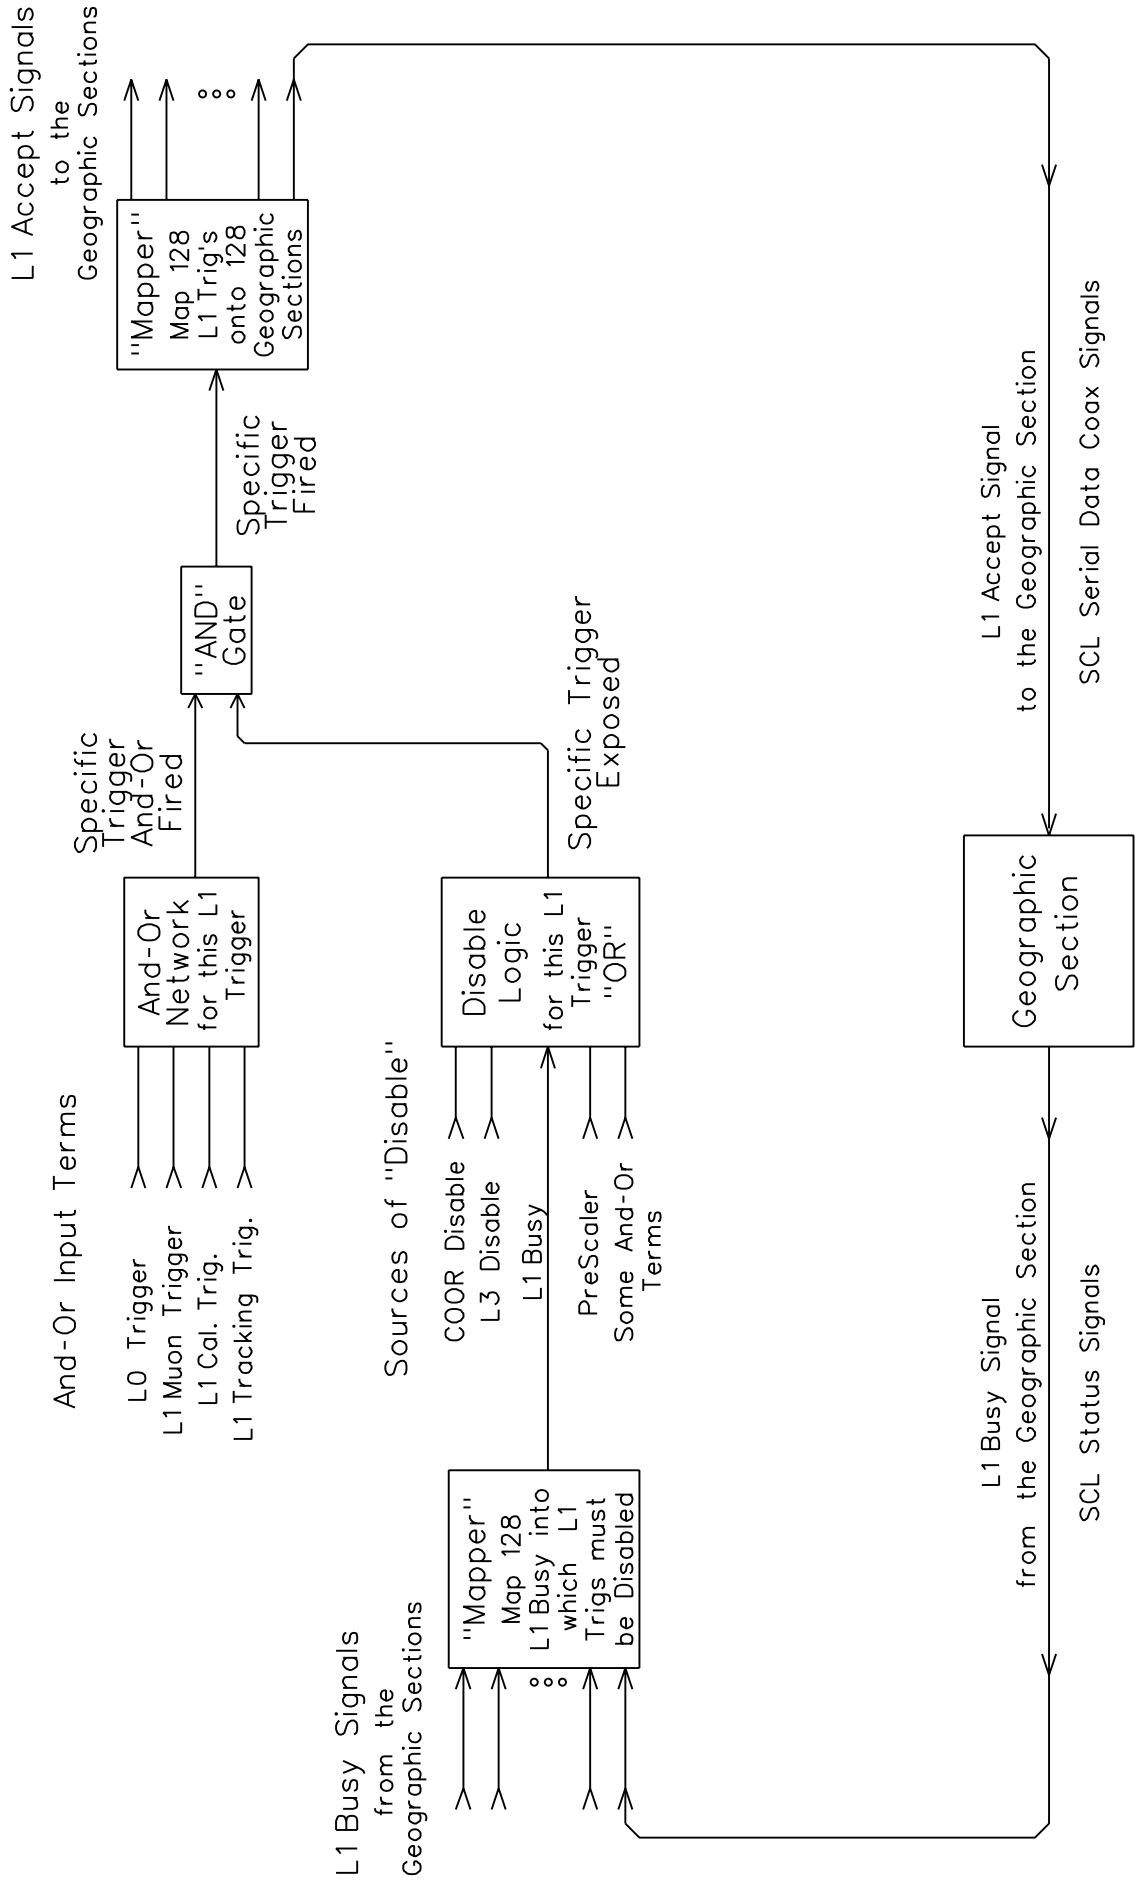 And-Or Input Terms
L0 Trigger
L1 Muon Trigger
L1 Cal. Trig.
L1 Tracking Trig.
And-Or
Network
for this L1
Trigger
Specific
Trigger
And-Or
Fired
"AND"
Gate
Specific
Trigger
Fired
"Mapper"
Map 128
L1 Trig's
onto 128
Geographic
Sections
L1 Accept Signals
to the
Geographic Sections
L1 Busy Signals
from the
Geographic Sections
"Mapper"
Map 128
L1 Busy into
which L1
Trigs must
be Disabled
Sources of "Disable"
COOR Disable
L3 Disable
L1 Busy
PreScaler
Some And-Or
Terms
Disable
Logic
for this L1
Trigger
"OR"
Specific Trigger
Exposed
L1 Busy Signal
from the Geographic Section
SCL Status Signals
Geographic
Section
L1 Accept Signal
to the Geographic Section
SCL Serial Data Coax Signals